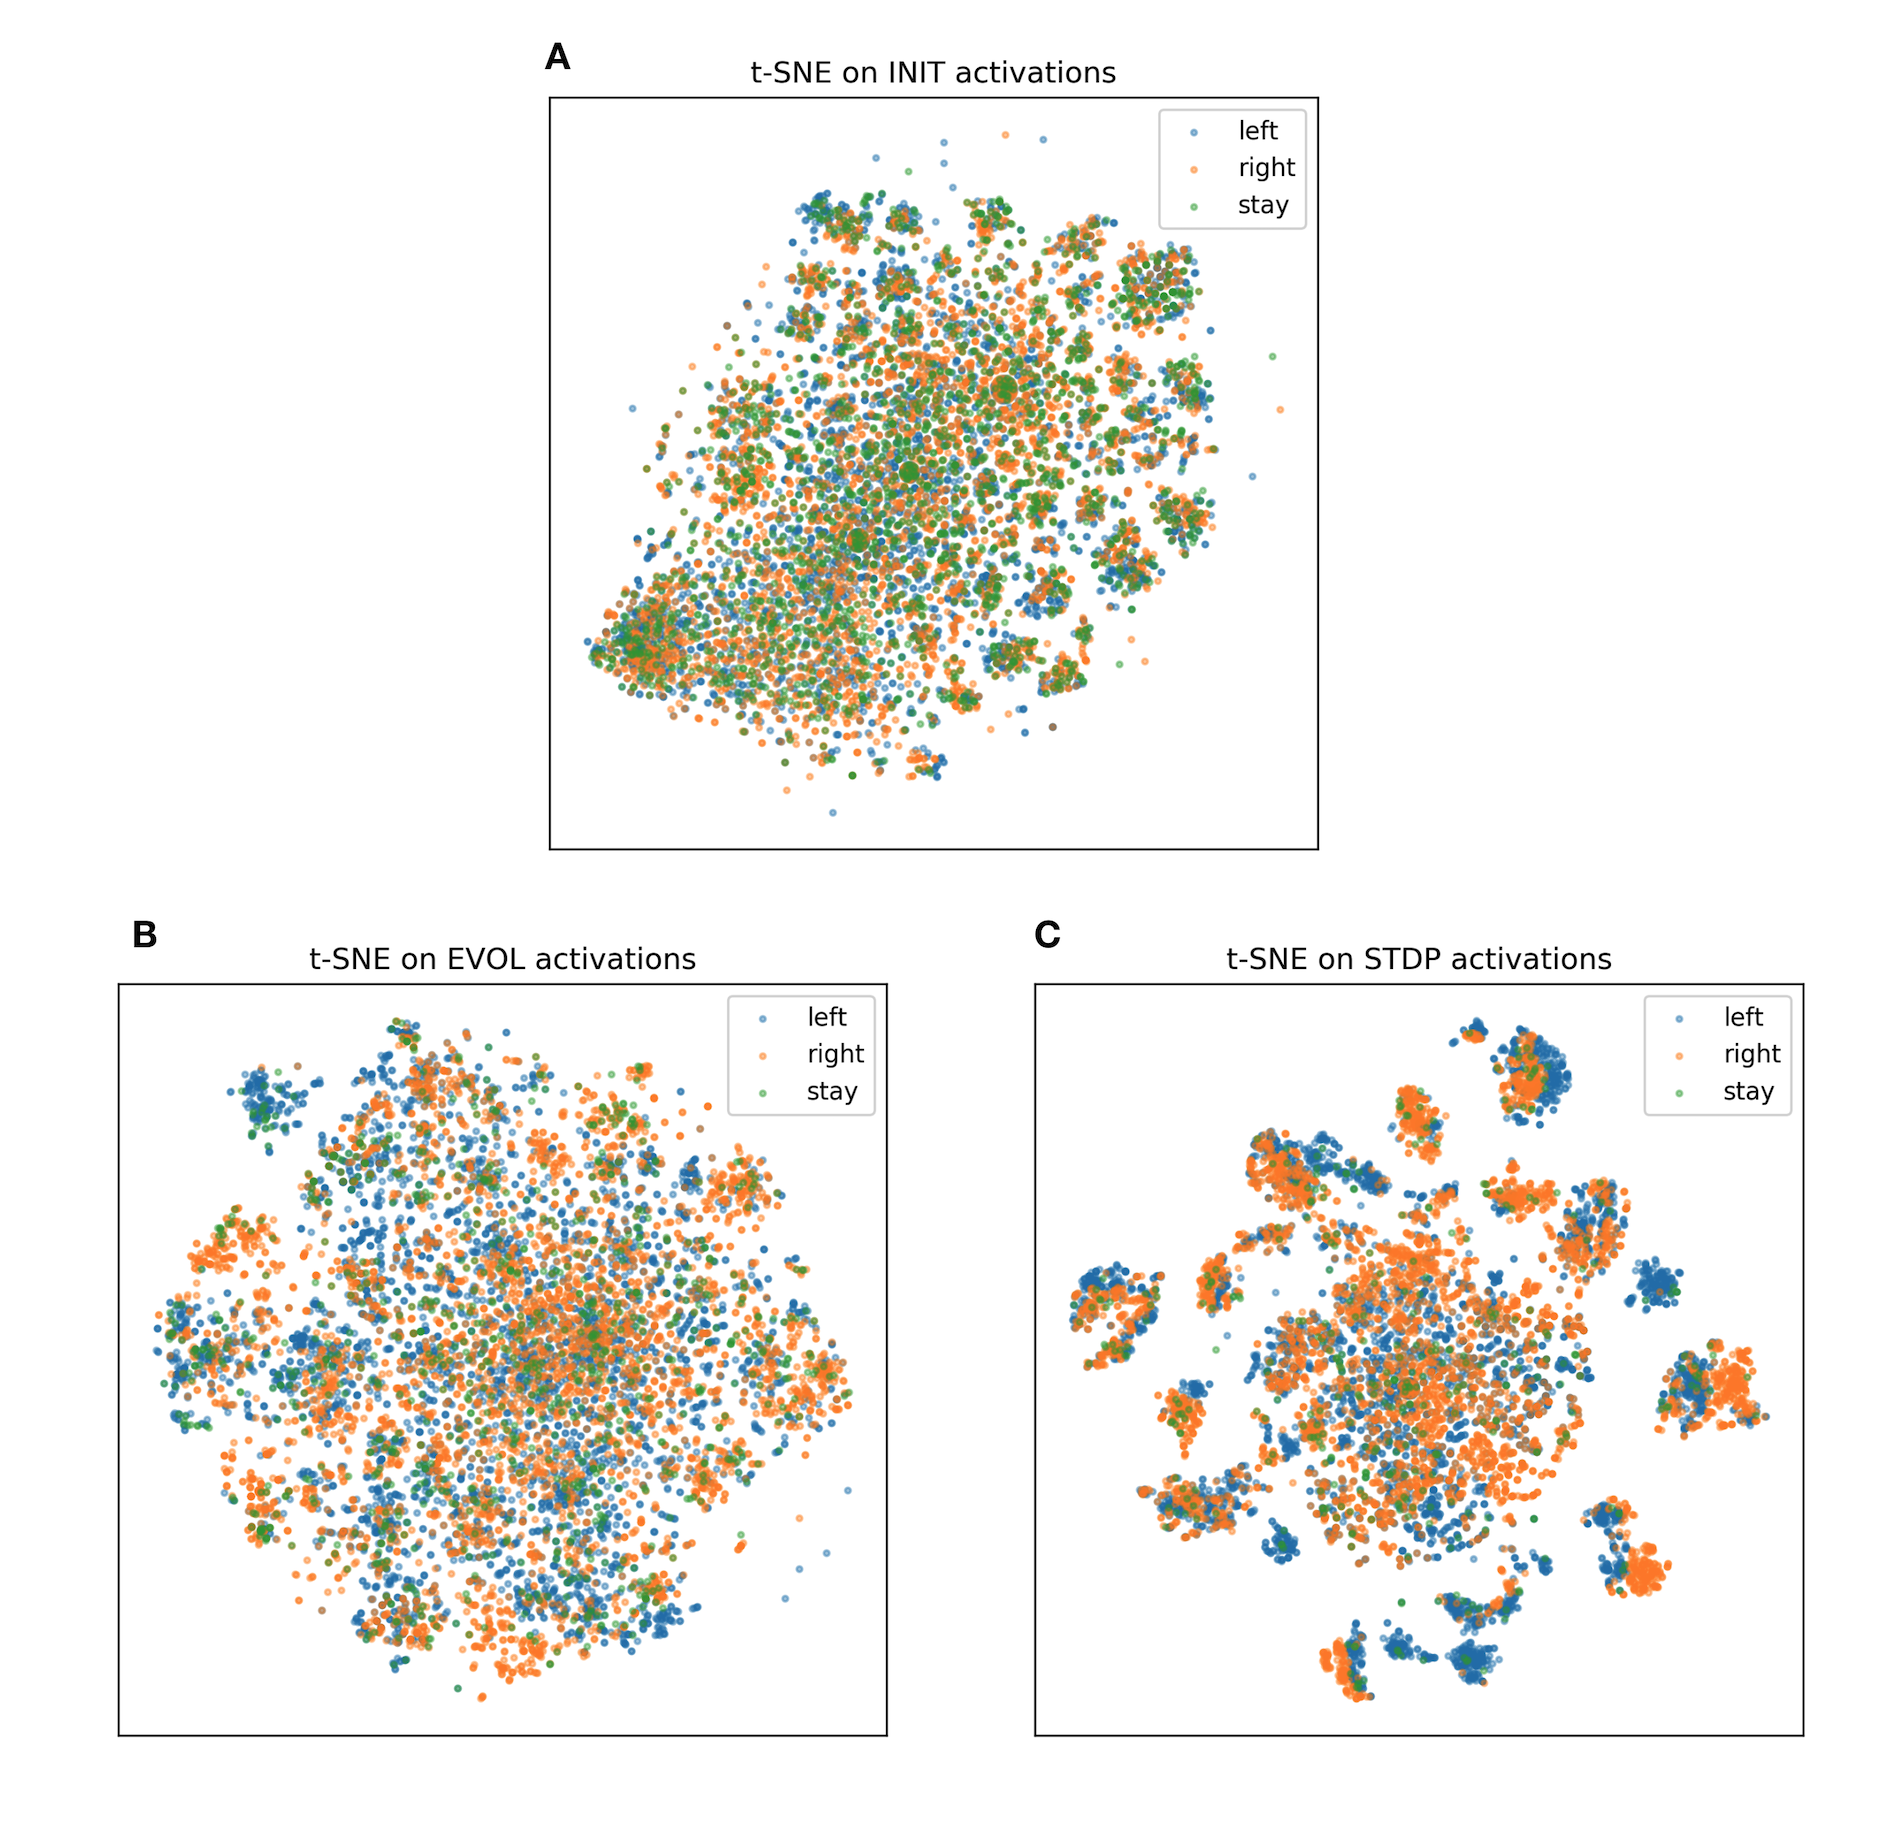 A
t-SNE on INIT activations
left
right
stay
B
t-SNE on EVOL activations
left
right
stay
C
t-SNE on STDP activations
left
right
stay